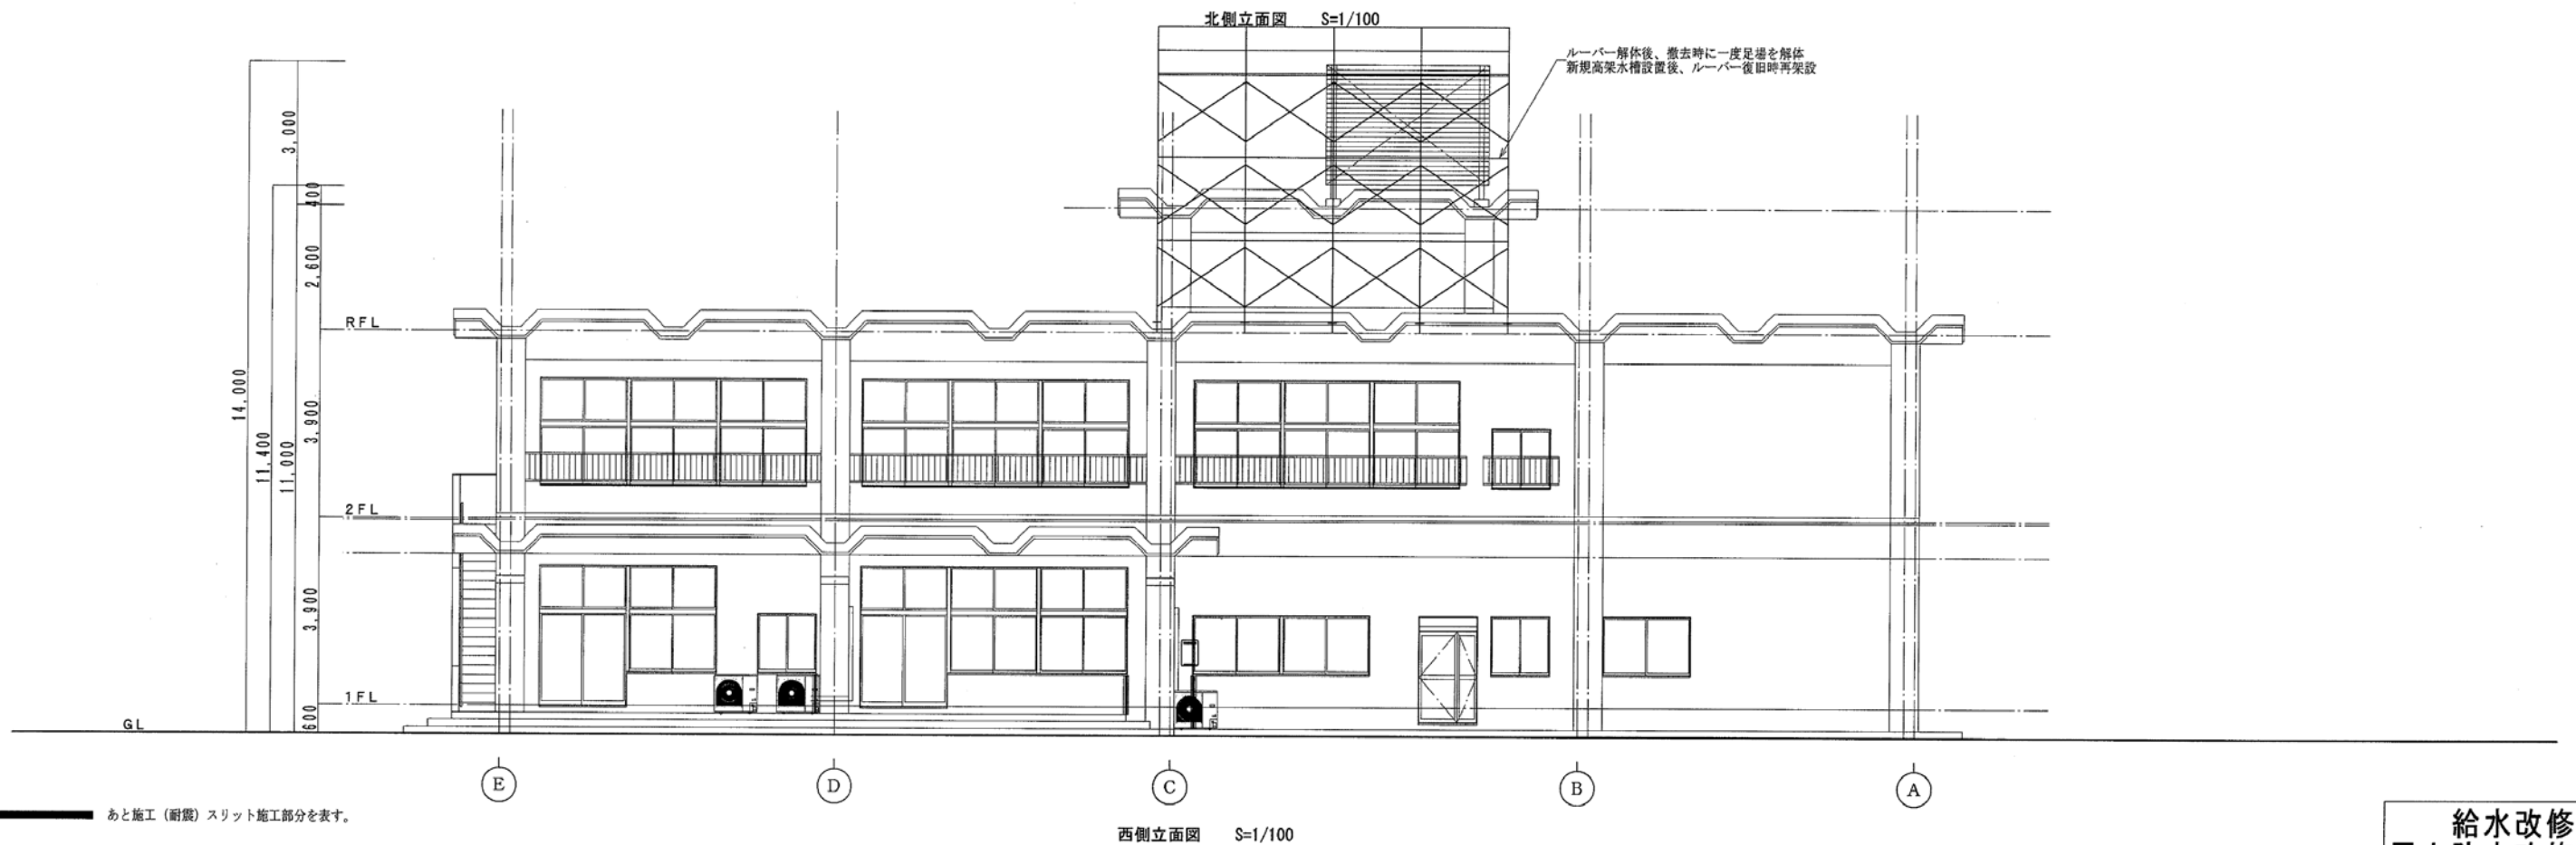 北側立面図 S=1/100
ルーバー解体後、撤去時に一度足場を解体
新規高架水槽設置後、ルーバー復旧時再架設
3,000
400
2,600
RFL
14,000
11,400
11,000
3,900
2FL
3,900
1FL
600
GL
E
D
C
B
A
あと施工（耐震）スリット施工部分を表す。
西側立面図 S=1/100
給水改修